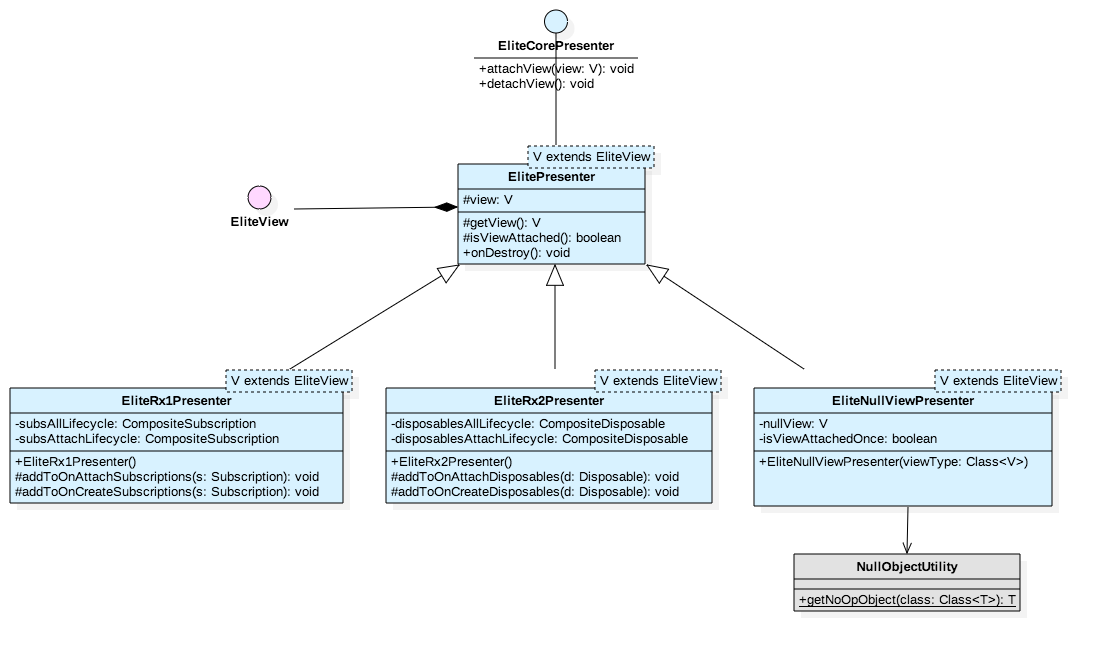 EliteCorePresenter
+attachView(view: V): void
+detachView(): void
V extends EliteView
ElitePresenter
#view: V
#getView(): V
#isViewAttached(): boolean
+onDestroy(): void
EliteView
V extends EliteView
EliteRx1Presenter
-subsAllLifecycle: CompositeSubscription
-subsAttachLifecycle: CompositeSubscription
+EliteRx1Presenter()
#addToOnAttachSubscriptions(s: Subscription): void
#addToOnCreateSubscriptions(s: Subscription): void
V extends EliteView
EliteRx2Presenter
-disposablesAllLifecycle: CompositeDisposable
-disposablesAttachLifecycle: CompositeDisposable
+EliteRx2Presenter()
#addToOnAttachDisposables(d: Disposable): void
#addToOnCreateDisposables(d: Disposable): void
V extends EliteView
EliteNullViewPresenter
-nullView: V
-isViewAttachedOnce: boolean
+EliteNullViewPresenter(viewType: Class<V>)
NullObjectUtility
+getNoOpObject(class: Class<T>): T